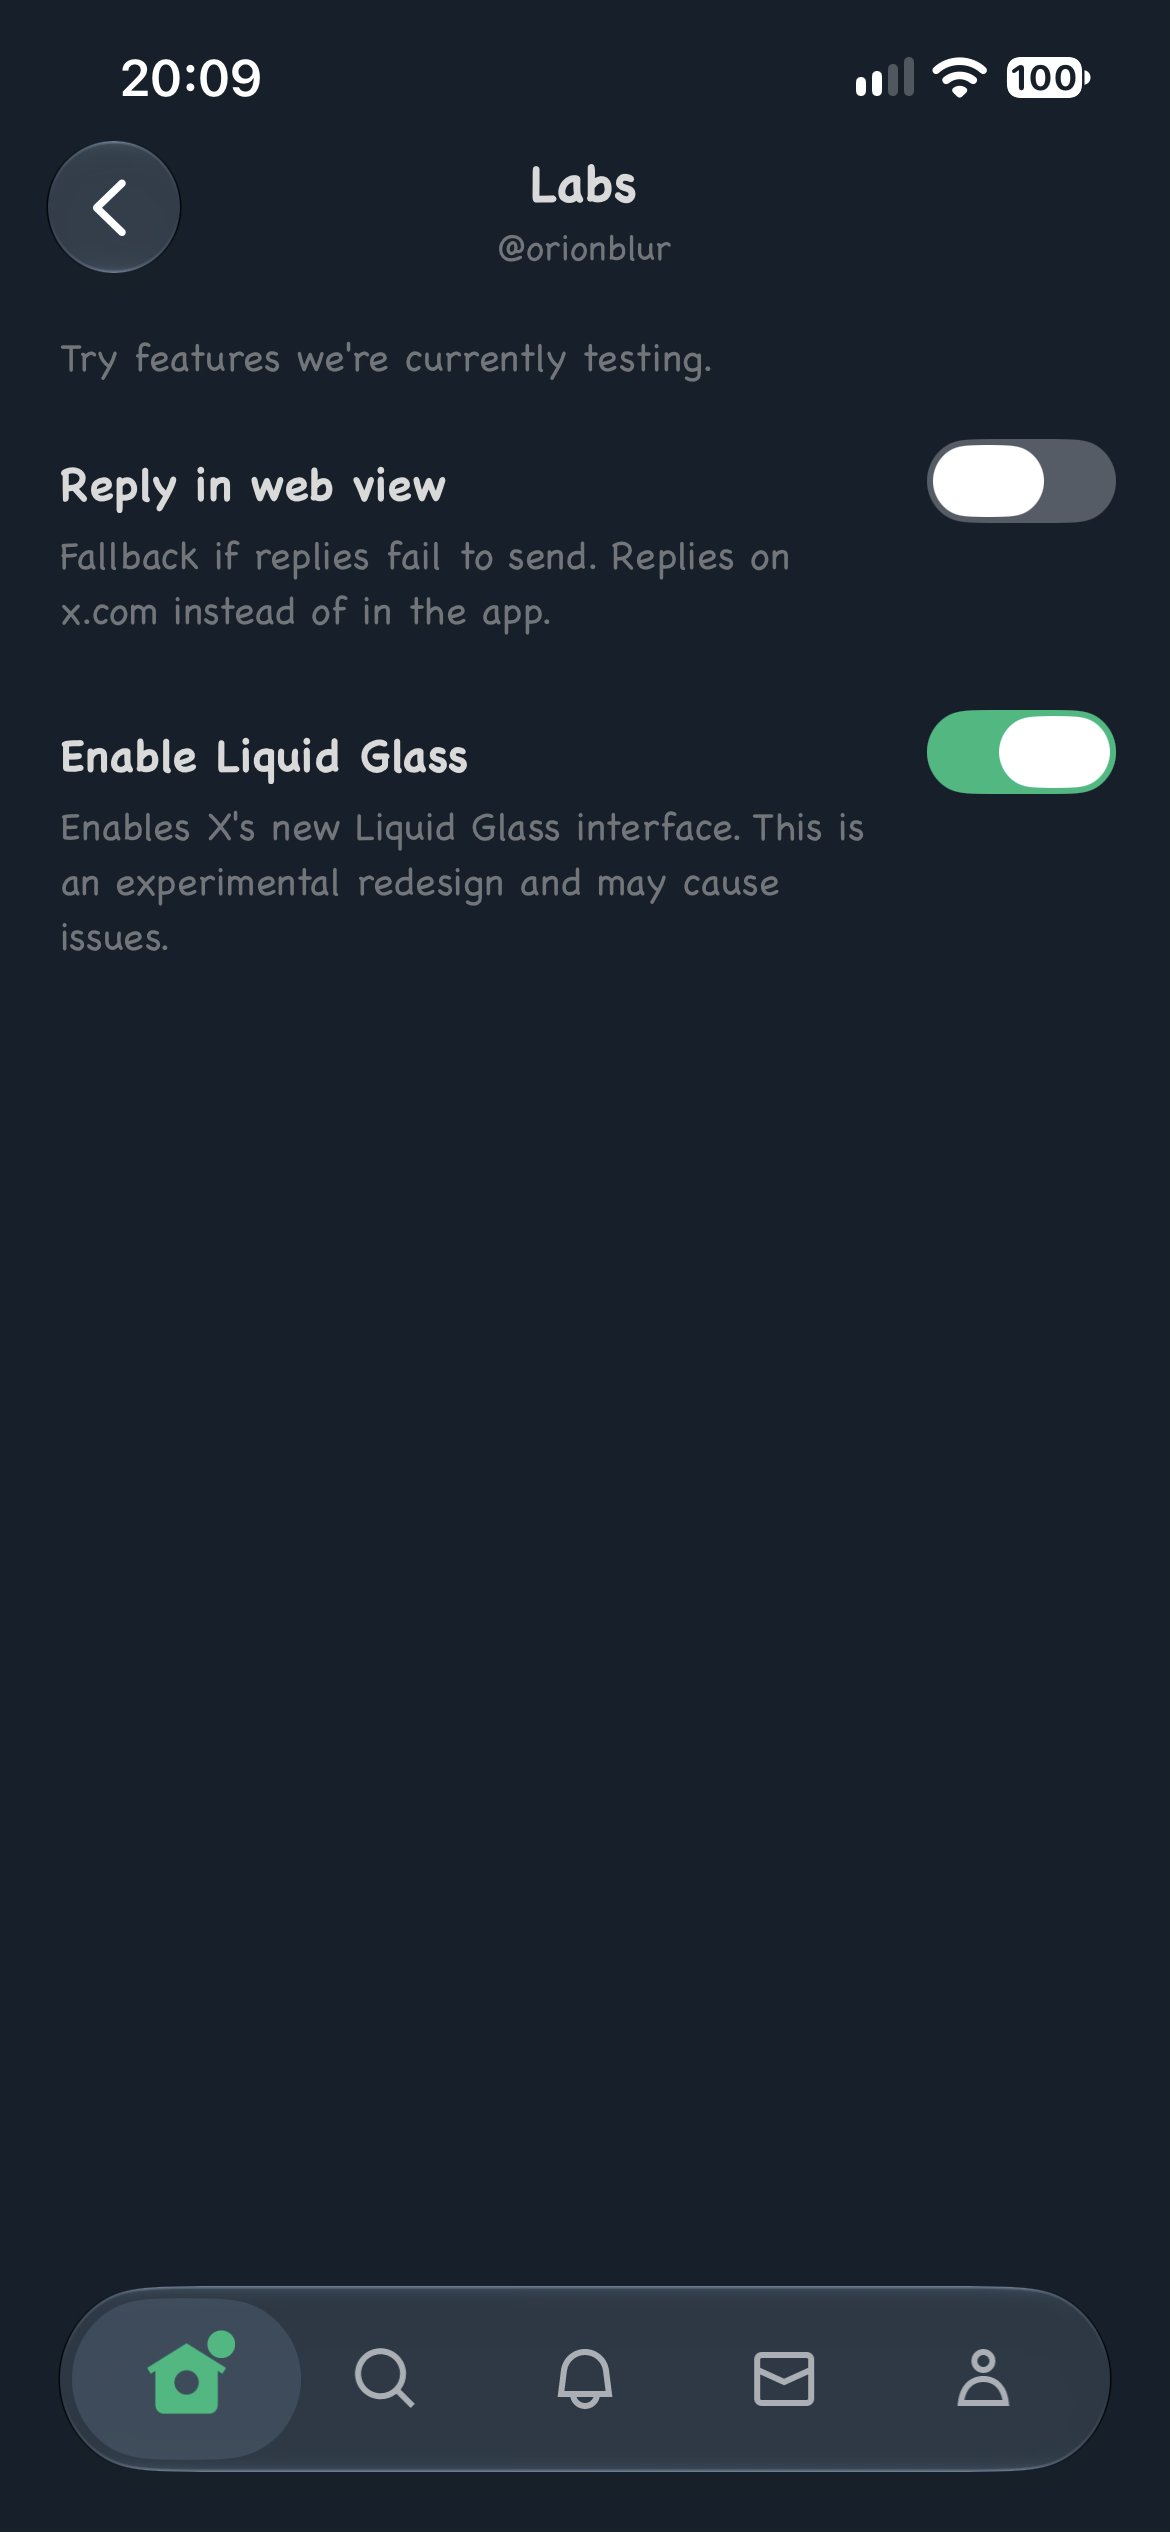 20:09
100
Labs
@orionblur
Try features we're currently testing.
Reply in web view
Fallback if replies fail to send. Replies on
x.com instead of in the app.
Enable Liquid Glass
Enables X's new Liquid Glass interface. This is
an experimental redesign and may cause
issues.